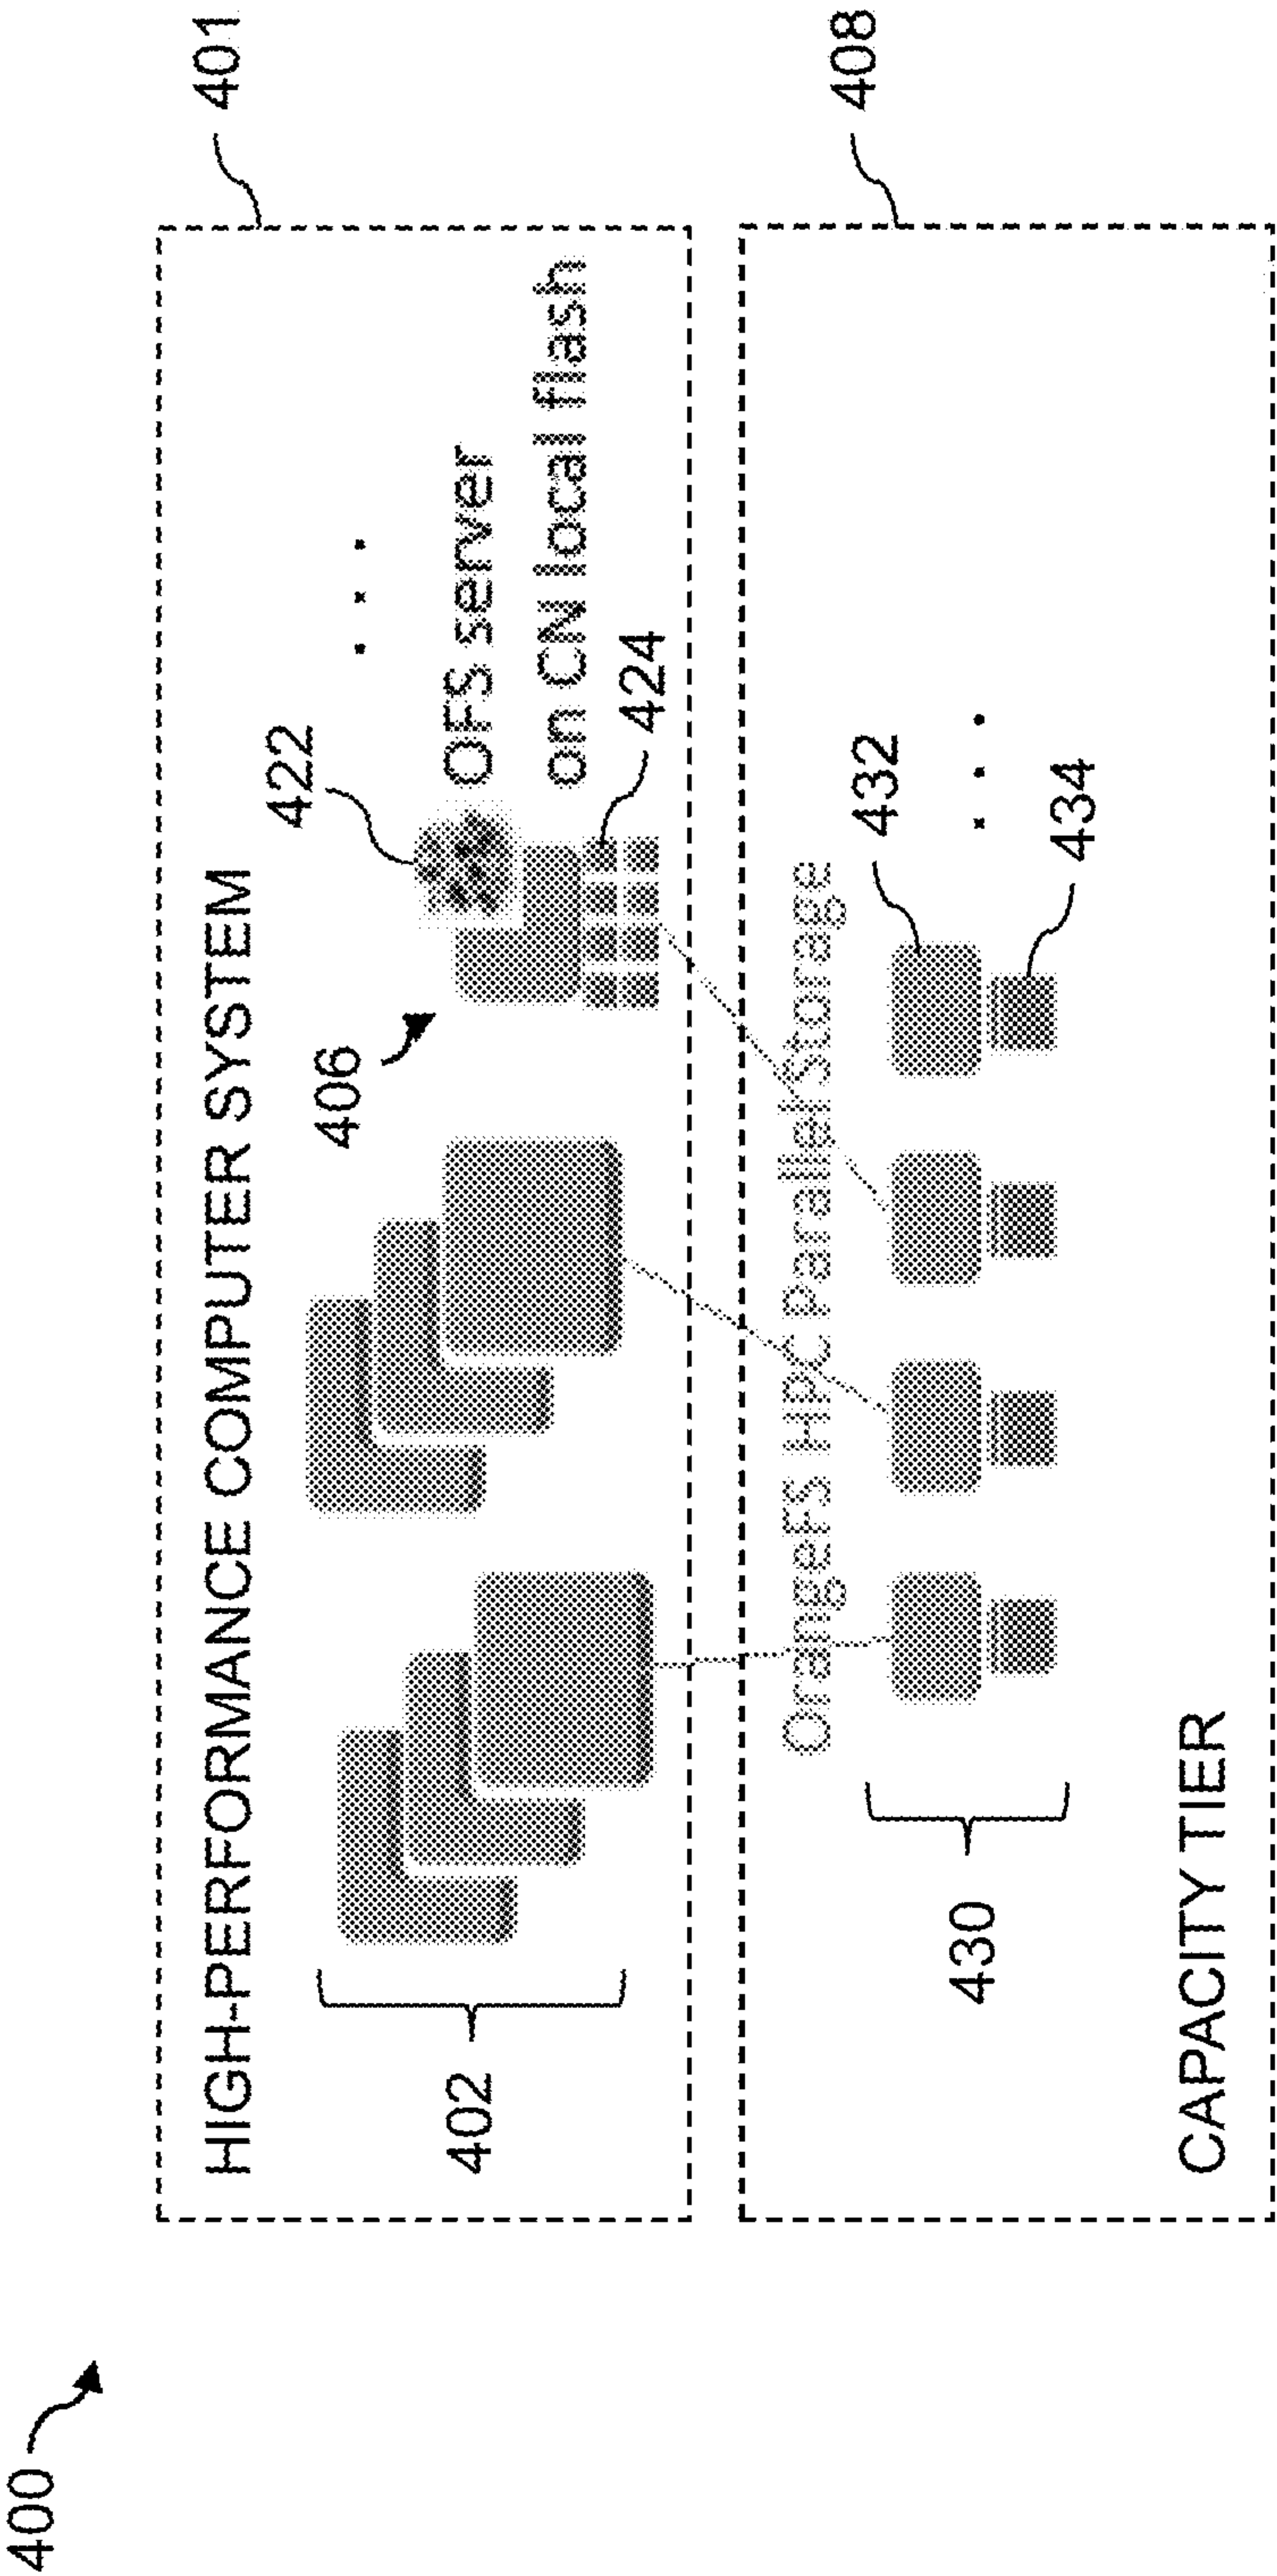 400
401
HIGH-PERFORMANCE COMPUTER SYSTEM
422
406
402
OFS server
on CN local flash
424
408
OrangeFS HPC Parallel Storage
432
430
434
CAPACITY TIER